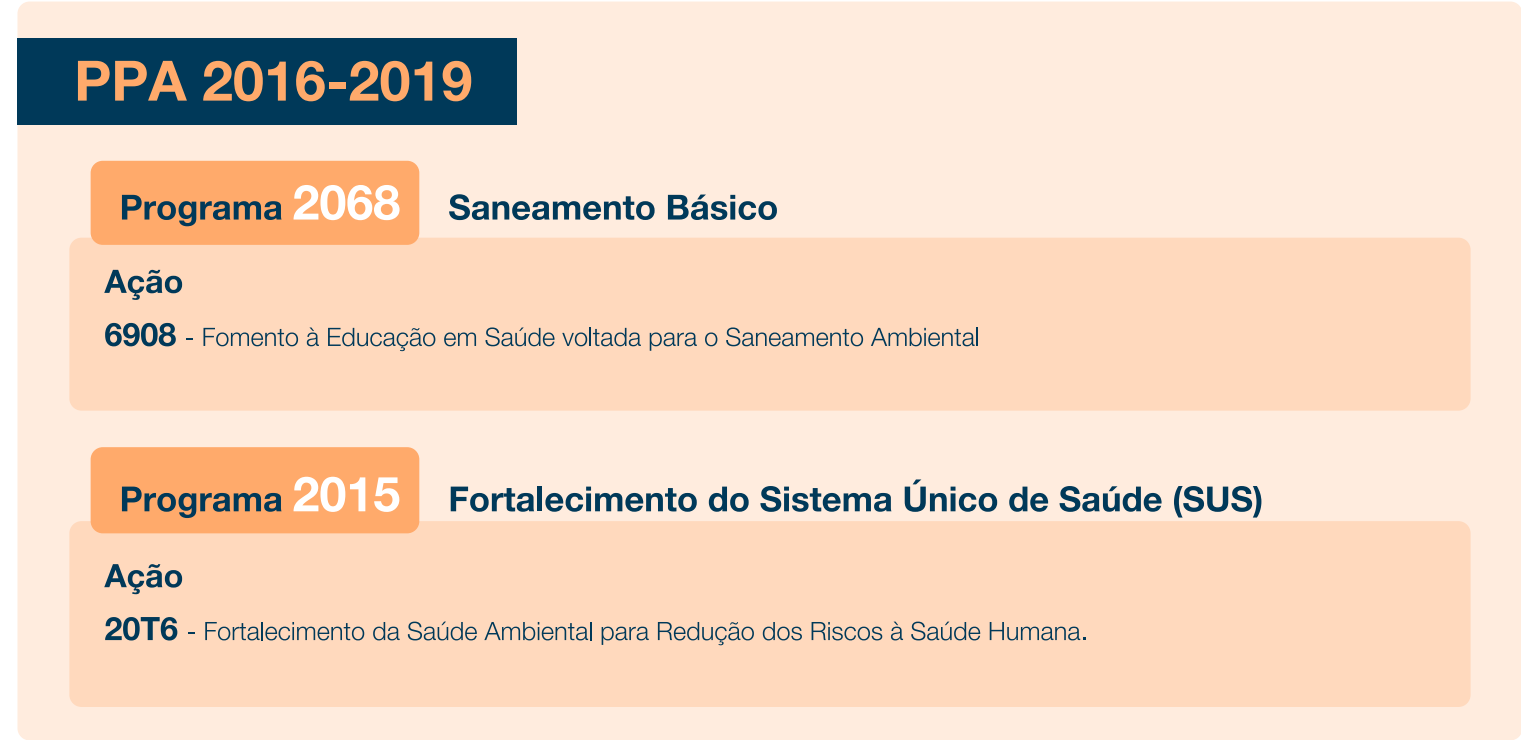 PPA 2016-2019
Programa 2068 Saneamento Básico
Ação
6908 - Fomento à Educação em Saúde voltada para o Saneamento Ambiental
Programa 2015 Fortalecimento do Sistema Único de Saúde (SUS)
Ação
20T6 - Fortalecimento da Saúde Ambiental para Redução dos Riscos à Saúde Humana.